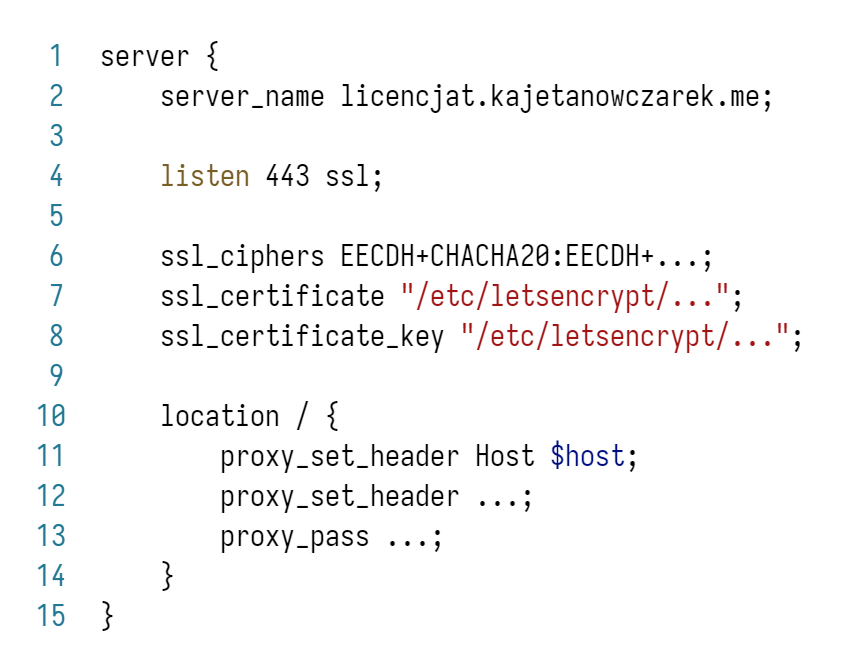 1 server {
2     server_name licencjat.kajetanowczarek.me;
3
4     listen 443 ssl;
5
6     ssl_ciphers EECDH+CHACHA20:EECDH+...;
7     ssl_certificate "/etc/letsencrypt/...";
8     ssl_certificate_key "/etc/letsencrypt/...";
9
10     location / {
11         proxy_set_header Host $host;
12         proxy_set_header ...;
13         proxy_pass ...;
14     }
15 }